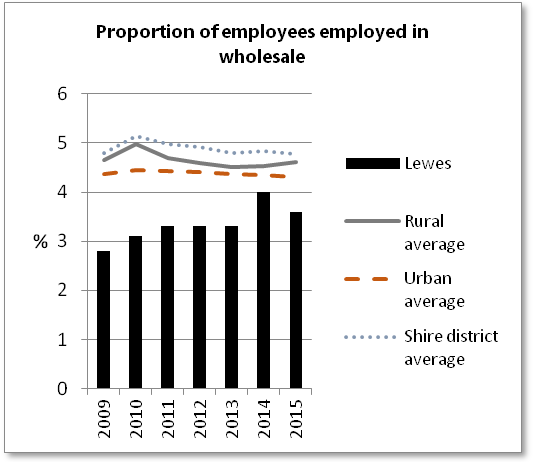 Proportion of employees employed in
wholesale
6
5
4
3
2
1
0
%
2009
2010
2011
2012
2013
2014
2015
Lewes
Rural
average
Urban
average
Shire district
average